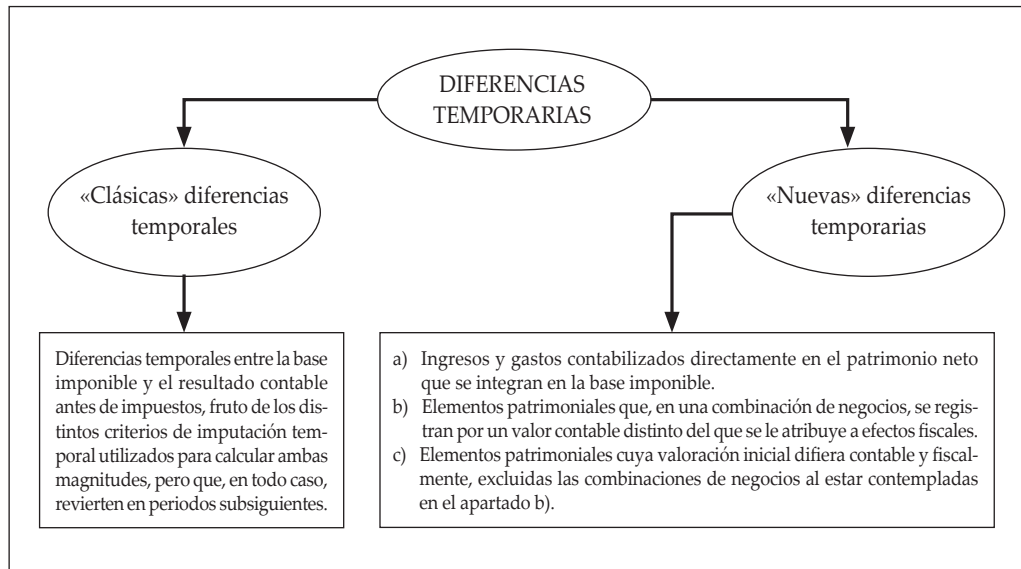 DIFERENCIAS
TEMPORARIAS
«Clásicas» diferencias
temporales
«Nuevas» diferencias
temporarias
Diferencias temporales entre la base
imponible y el resultado contable
antes de impuestos, fruto de los dis-
tintos criterios de imputación tem-
poral utilizados para calcular ambas
magnitudes, pero que, en todo caso,
revierten en periodos subsiguientes.
a) Ingresos y gastos contabilizados directamente en el patrimonio neto
que se integran en la base imponible.
b) Elementos patrimoniales que, en una combinación de negocios, se regis-
tran por un valor contable distinto del que se le atribuye a efectos fiscales.
c) Elementos patrimoniales cuya valoración inicial difiera contable y fiscal-
mente, excluidas las combinaciones de negocios al estar contempladas
en el apartado b).